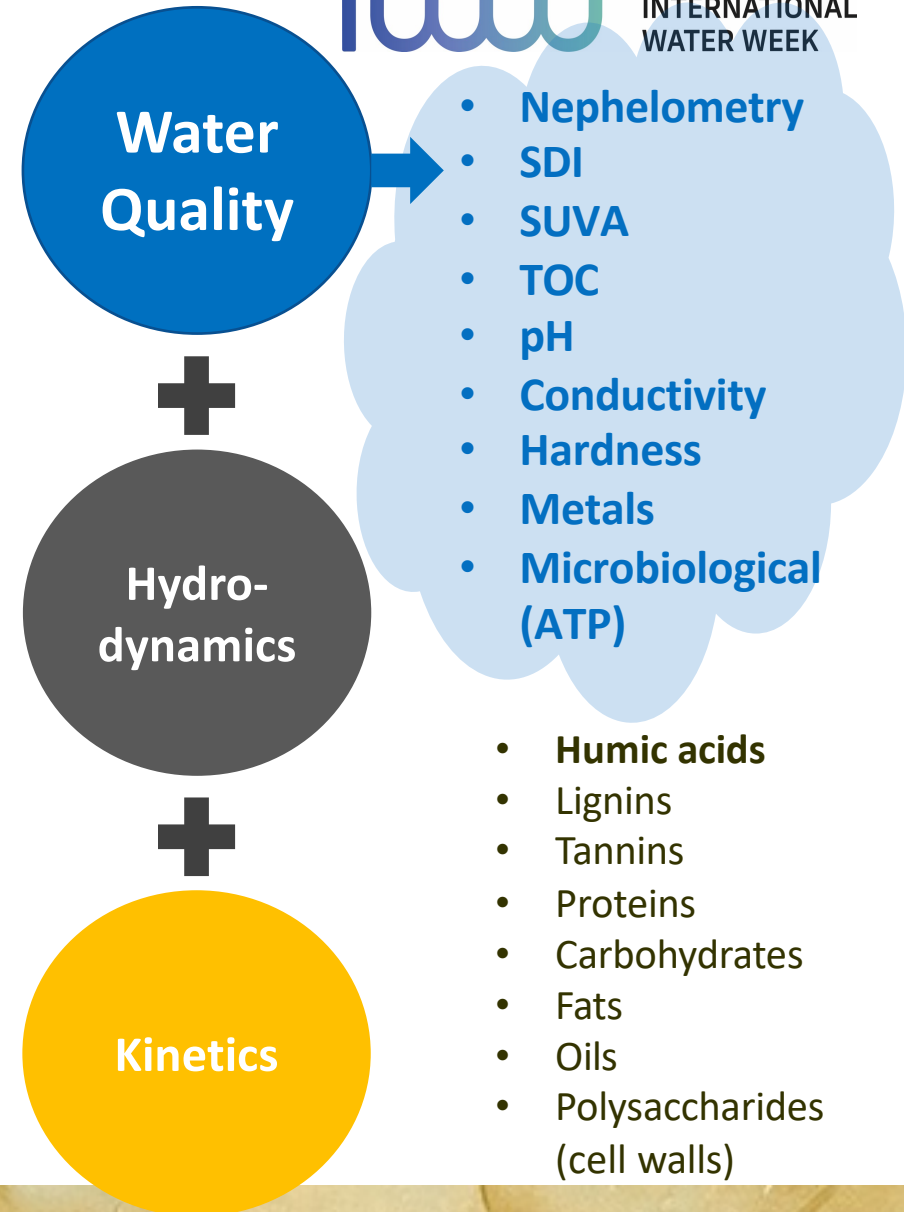 INTERNATIONAL
WATER WEEK
Water
Quality
• Nephelometry
• SDI
• SUVA
• TOC
• pH
• Conductivity
• Hardness
• Metals
• Microbiological
(ATP)
Hydro-
dynamics
• Humic acids
• Lignins
• Tannins
• Proteins
• Carbohydrates
• Fats
• Oils
• Polysaccharides
(cell walls)
Kinetics